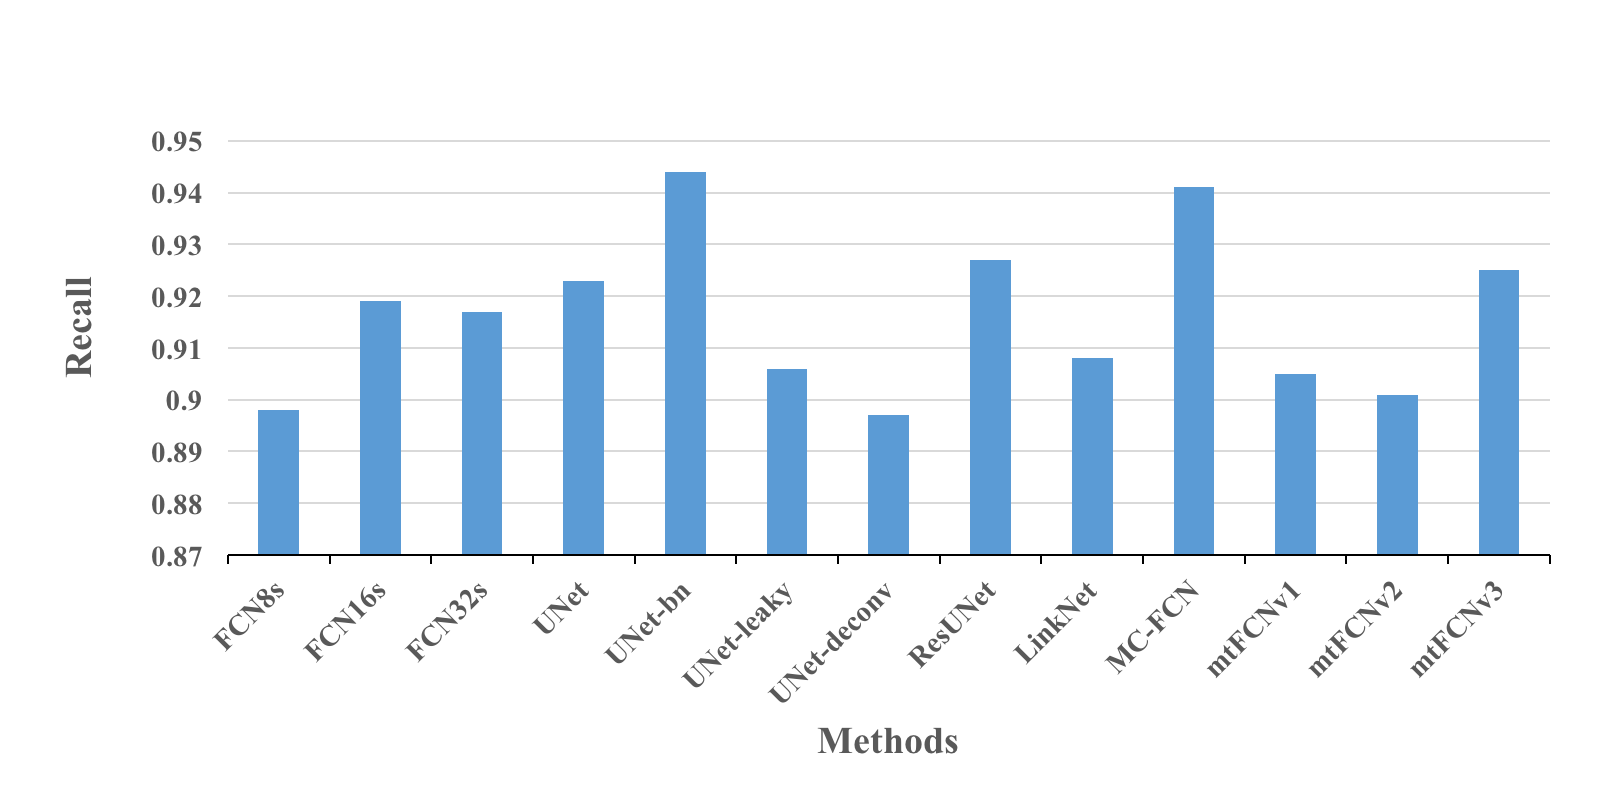 0.95
0.94
0.93
0.92
0.91
0.9
0.89
0.88
0.87
Recall
FCN8s
FCN16s
FCN32s
UNet
UNet-bn
UNet-leaky
UNet-deconv
ResUNet
LinkNet
MC-FCN
mtFCNv1
mtFCNv2
mtFCNv3
Methods